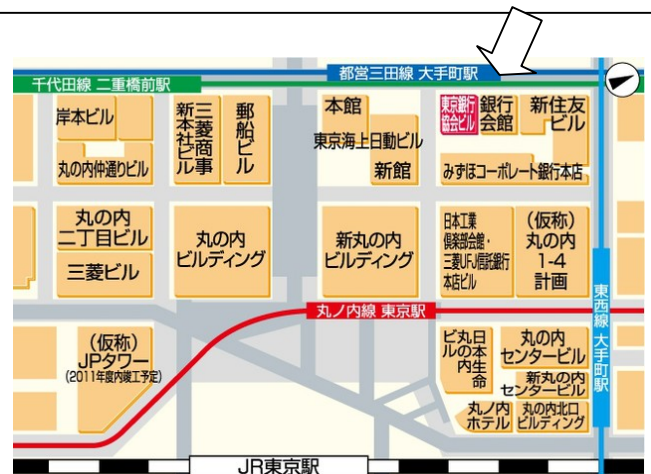 都営三田線 大手町駅
千代田線 二重橋前駅
岸本ビル
丸の内仲通りビル
三菱商事
新本社ビル
郵船ビル
本館
東京海上日動ビル
新館
東京銀行
協会ビル
銀行
会館
新住友
ビル
みずほコーポレート銀行本店
丸の内
二丁目ビル
三菱ビル
丸の内
ビルディング
新丸の内
ビルディング
日本工業
倶楽部会館・
三菱UFJ信託銀行
本店ビル
(仮称)
丸の内
1-4
計画
東西線 大手町駅
丸ノ内線 東京駅
(仮称)
JPタワー
(2011年度内竣工予定)
日本生命
丸の内
ビル
丸の内
センタービル
新丸の内
センタービル
丸ノ内
ホテル
丸の内北口
ビルディング
JR東京駅